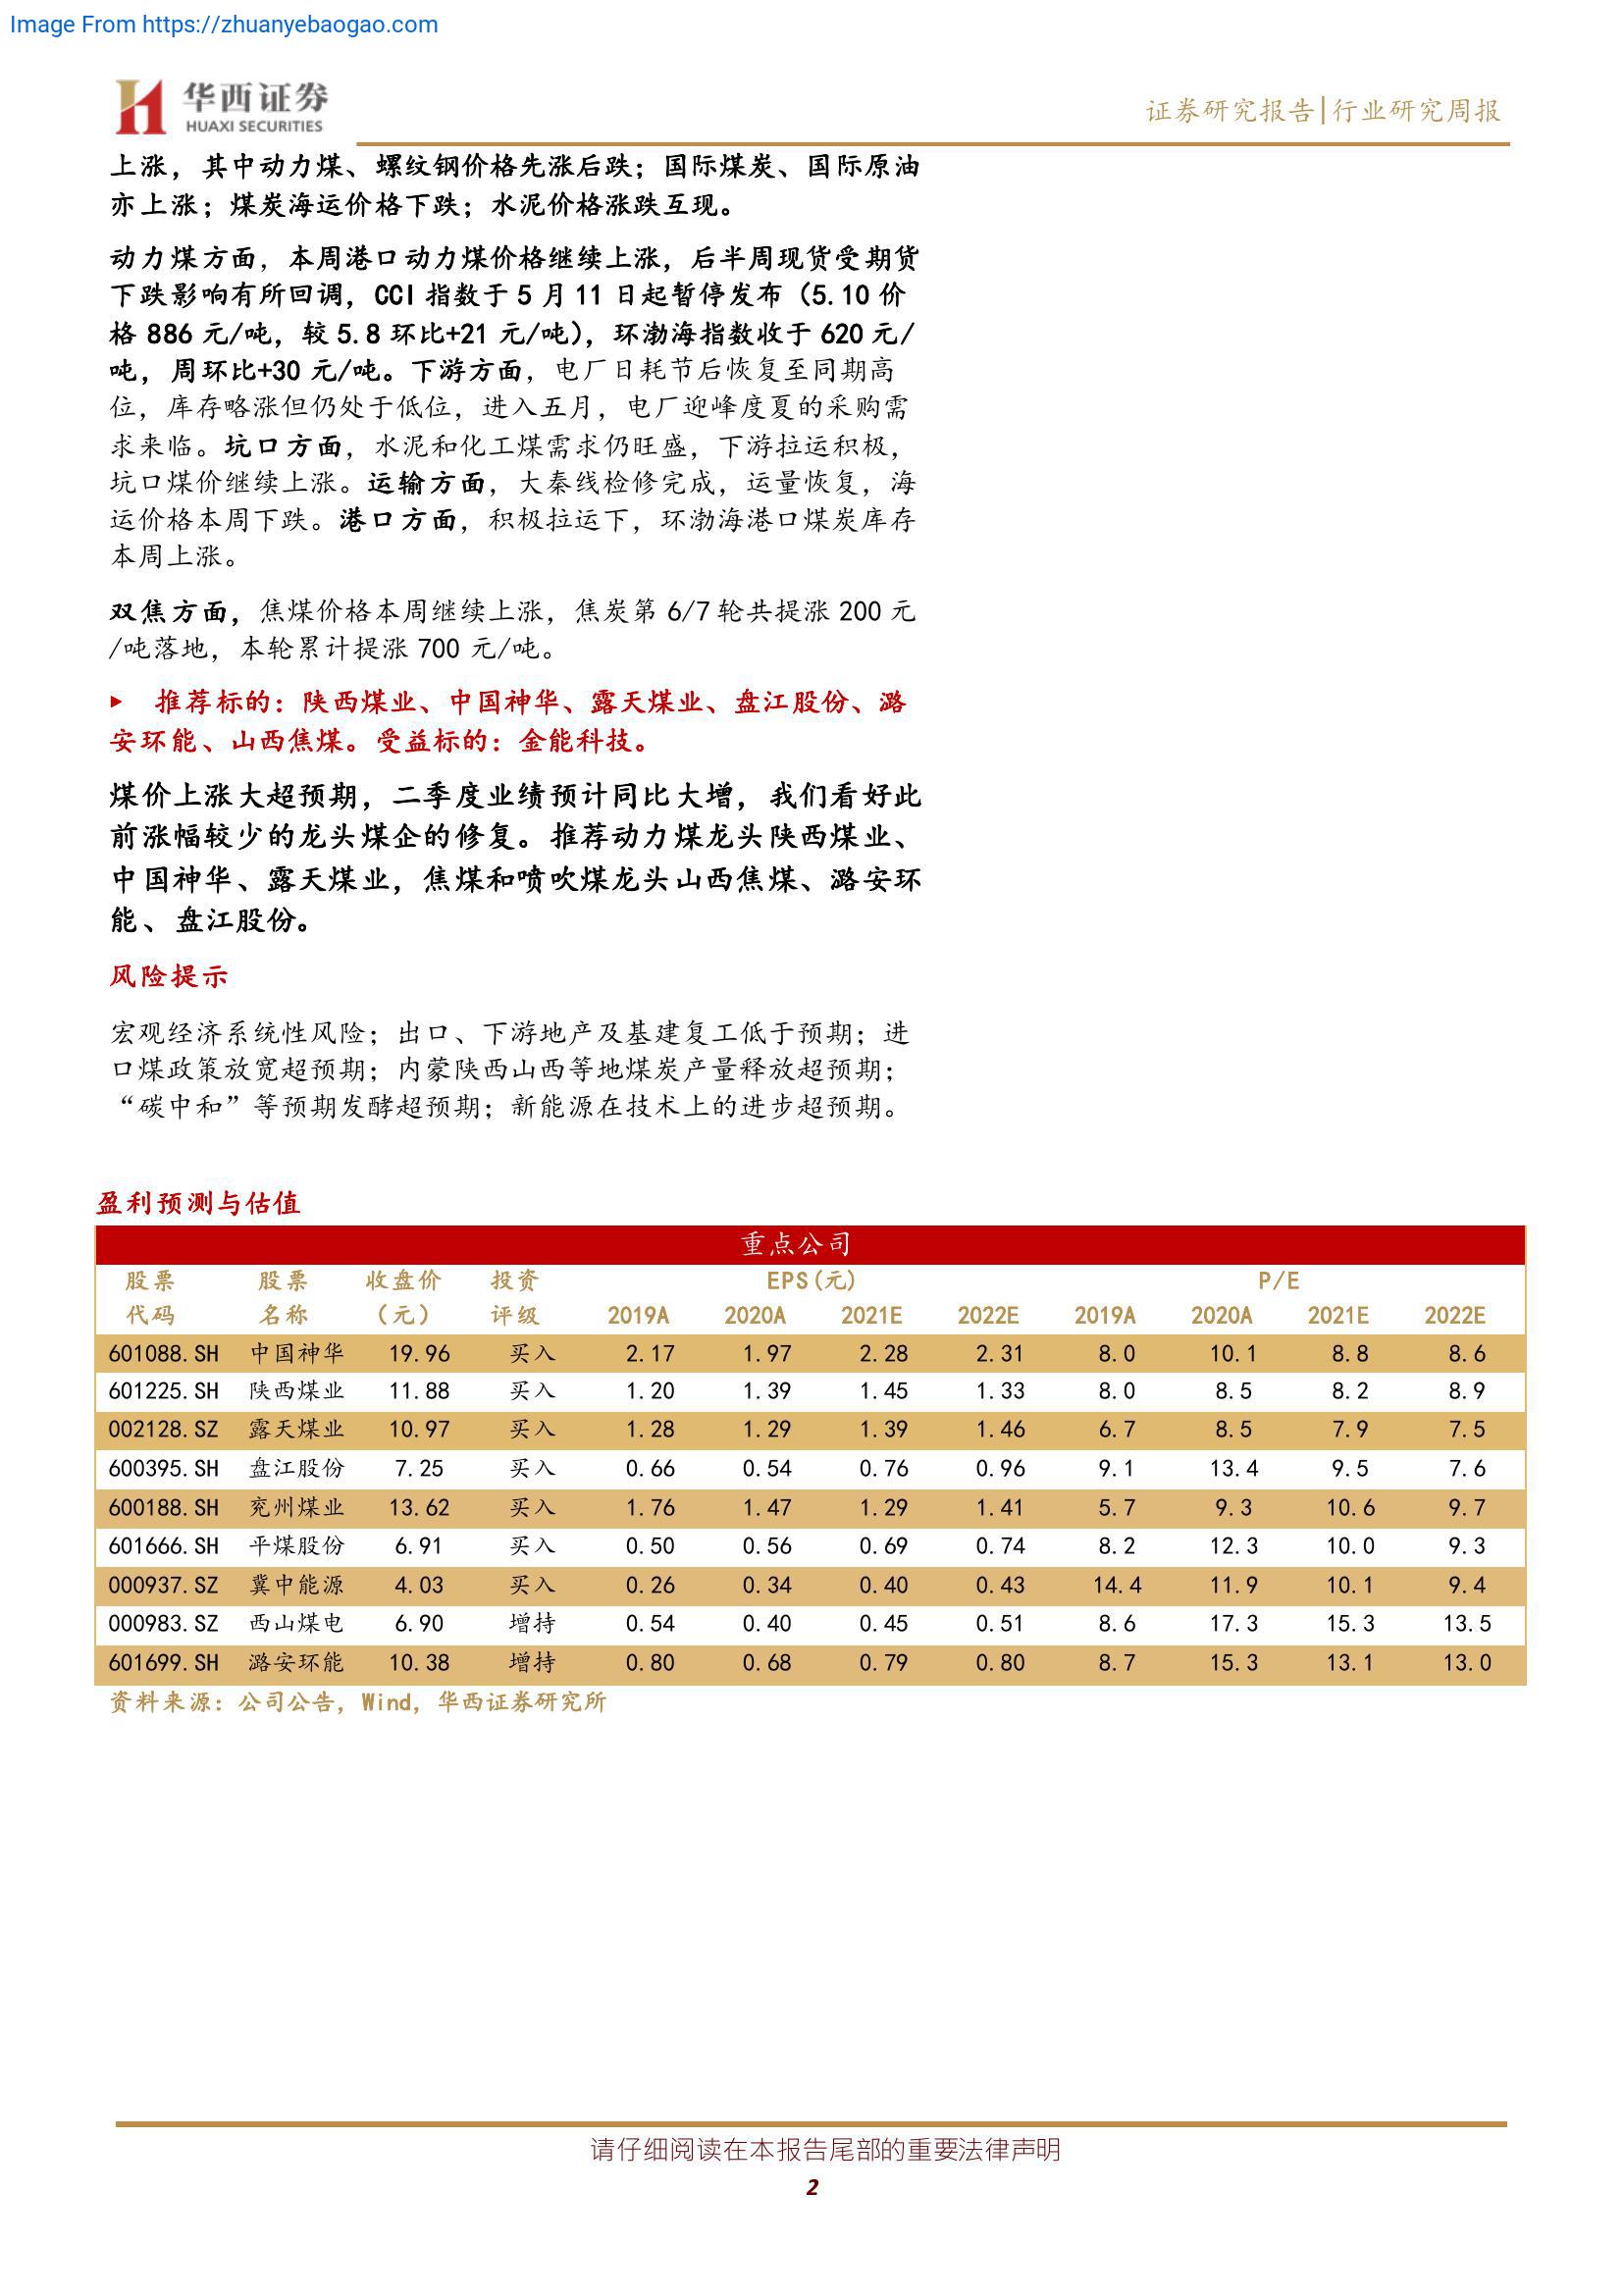 Image From https://zhuanyebaogao.com
华西证券
HUAXI SECURITIES
证券研究报告|行业研究周报
上涨，其中动力煤、螺纹钢价格先涨后跌；国际煤炭、国际原油
亦上涨；煤炭海运价格下跌；水泥价格涨跌互现。
动力煤方面，本周港口动力煤价格继续上涨，后半周现货受期货
下跌影响有所回调，CCI 指数于 5 月 11 日起暂停发布（5.10 价
格 886 元/吨，较 5.8 环比+21 元/吨），环渤海指数收于 620 元/
吨，周环比+30 元/吨。下游方面，电厂日耗节后恢复至同期高
位，库存略涨但仍处于低位，进入五月，电厂迎峰度夏的采购需
求来临。坑口方面，水泥和化工煤需求仍旺盛，下游拉运积极，
坑口煤价继续上涨。运输方面，大秦线检修完成，运量恢复，海
运价格本周下跌。港口方面，积极拉运下，环渤海港口煤炭库存
本周上涨。
双焦方面，焦煤价格本周继续上涨，焦炭第 6/7 轮共提涨 200 元
/吨落地，本轮累计提涨 700 元/吨。
▶ 推荐标的：陕西煤业、中国神华、露天煤业、盘江股份、潞
安环能、山西焦煤。受益标的：金能科技。
煤价上涨大超预期，二季度业绩预计同比大增，我们看好此
前涨幅较少的龙头煤企的修复。推荐动力煤龙头陕西煤业、
中国神华、露天煤业，焦煤和喷吹煤龙头山西焦煤、潞安环
能、盘江股份。
风险提示
宏观经济系统性风险；出口、下游地产及基建复工低于预期；进
口煤政策放宽超预期；内蒙陕西山西等地煤炭产量释放超预期；
“碳中和”等预期发酵超预期；新能源在技术上的进步超预期。
盈利预测与估值
重点公司
股票 股票 收盘价 投资 EPS(元) P/E
代码 名称 （元） 评级 2019A 2020A 2021E 2022E 2019A 2020A 2021E 2022E
601088.SH 中国神华 19.96 买入 2.17 1.97 2.28 2.31 8.0 10.1 8.8 8.6
601225.SH 陕西煤业 11.88 买入 1.20 1.39 1.45 1.33 8.0 8.5 8.2 8.9
002128.SZ 露天煤业 10.97 买入 1.28 1.29 1.39 1.46 6.7 8.5 7.9 7.5
600395.SH 盘江股份 7.25 买入 0.66 0.54 0.76 0.96 9.1 13.4 9.5 7.6
600188.SH 兖州煤业 13.62 买入 1.76 1.47 1.29 1.41 5.7 9.3 10.6 9.7
601666.SH 平煤股份 6.91 买入 0.50 0.56 0.69 0.74 8.2 12.3 10.0 9.3
000937.SZ 冀中能源 4.03 买入 0.26 0.34 0.40 0.43 14.4 11.9 10.1 9.4
000983.SZ 西山煤电 6.90 增持 0.54 0.40 0.45 0.51 8.6 17.3 15.3 13.5
601699.SH 潞安环能 10.38 增持 0.80 0.68 0.79 0.80 8.7 15.3 13.1 13.0
资料来源：公司公告，Wind，华西证券研究所
请仔细阅读在本报告尾部的重要法律声明
2